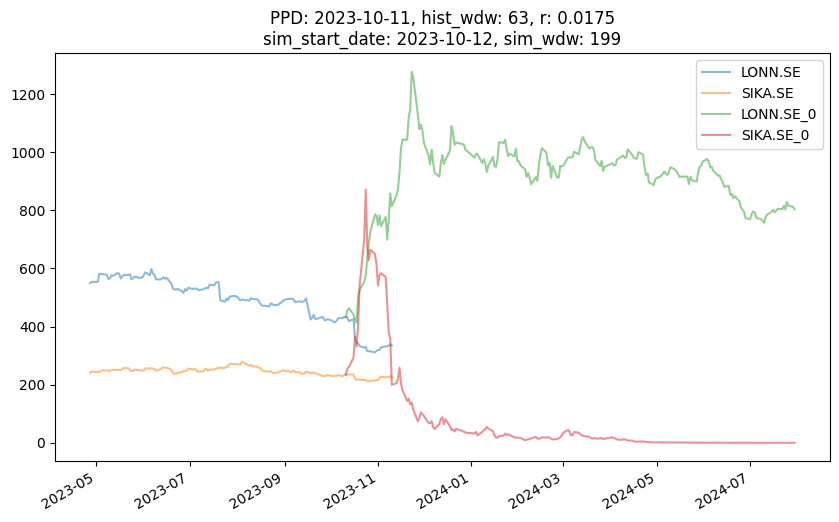 PPD: 2023-10-11, hist_wdw: 63, r: 0.0175
sim_start_date: 2023-10-12, sim_wdw: 199
LONN.SE
SIKA.SE
LONN.SE_0
SIKA.SE_0
1200
1000
800
600
400
200
0
2023-05
2023-07
2023-09
2023-11
2024-01
2024-03
2024-05
2024-07